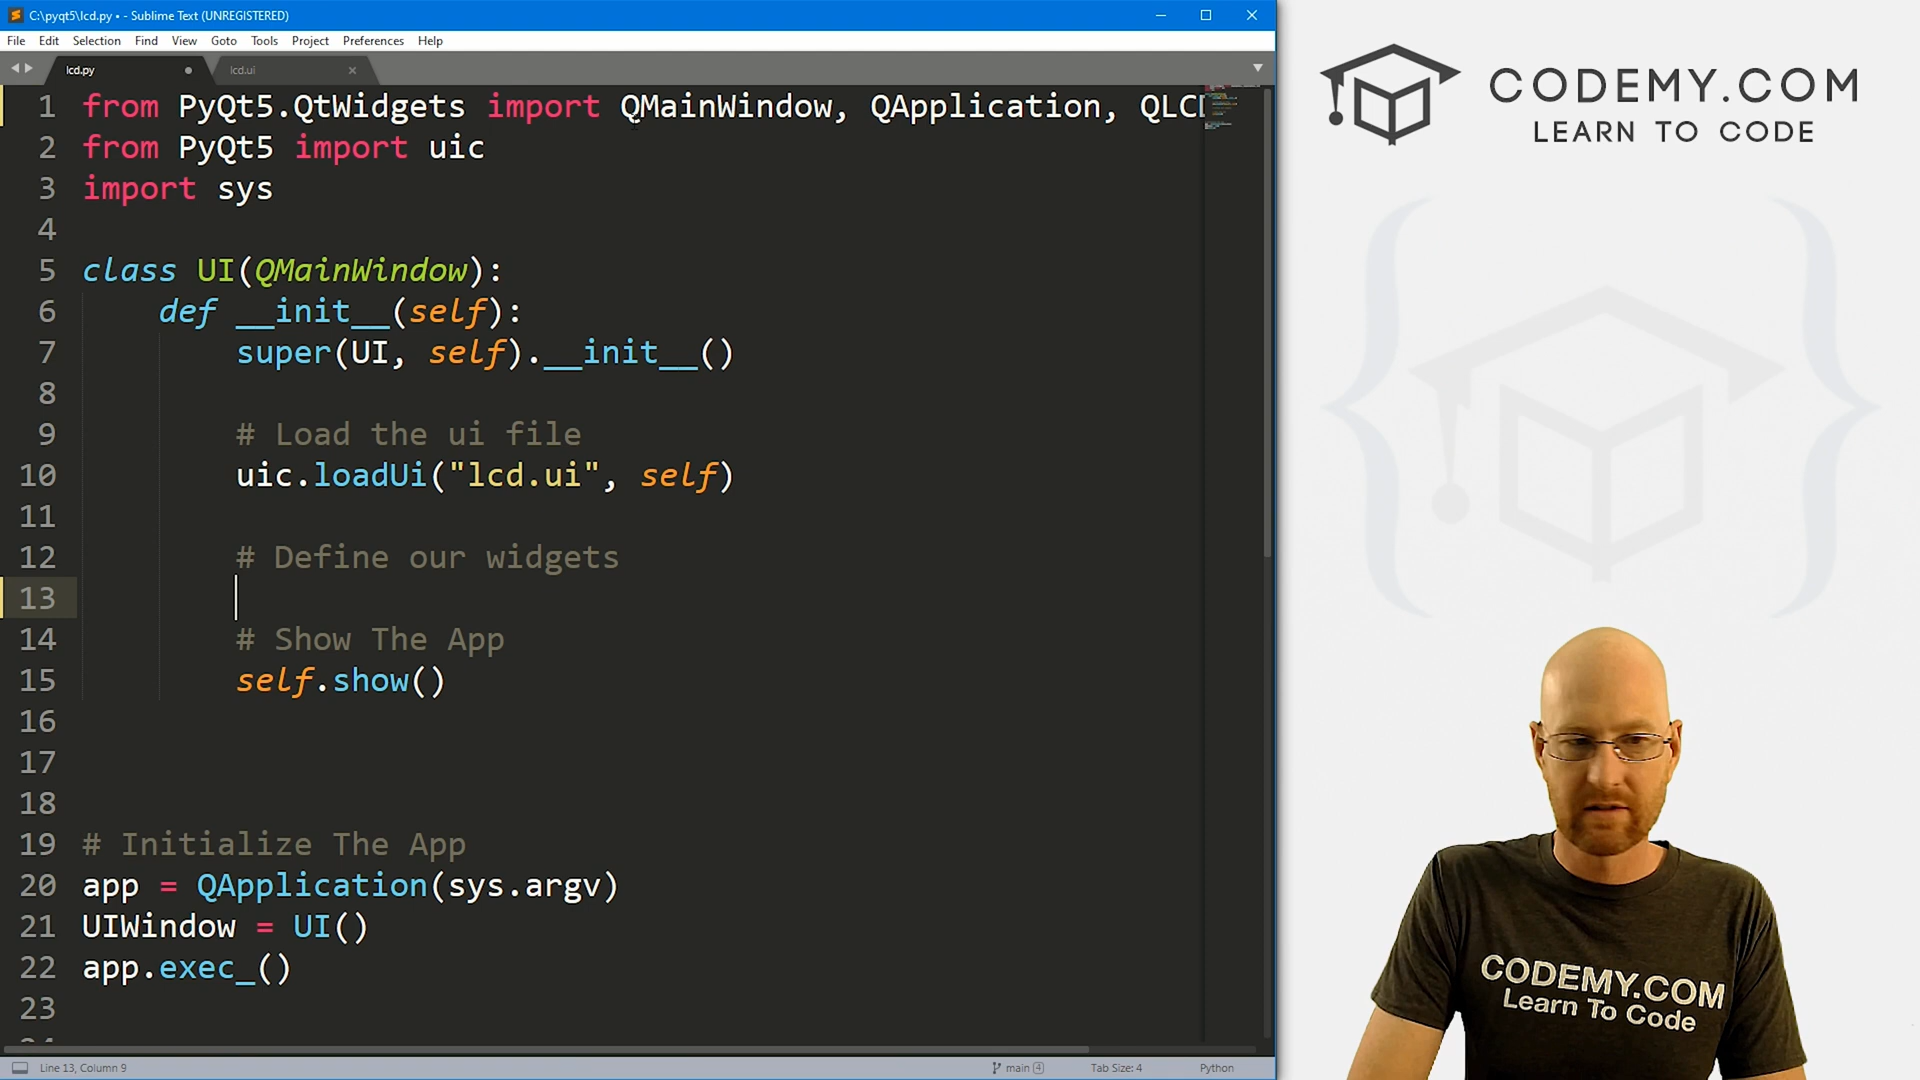 C:\pyqt5\lcd.py • - Sublime Text (UNREGISTERED)
File Edit Selection Find View Goto Tools Project Preferences Help
lcd.py lcd.ui
1 from PyQt5.QtWidgets import QMainWindow, QApplication, QLCD
2 from PyQt5 import uic
3 import sys
4
5 class UI(QMainWindow):
6 def __init__(self):
7 super(UI, self).__init__()
8
9 # Load the ui file
10 uic.loadUi("lcd.ui", self)
11
12 # Define our widgets
13
14 # Show The App
15 self.show()
16
17
18
19 # Initialize The App
20 app = QApplication(sys.argv)
21 UIWindow = UI()
22 app.exec_()
23
Line 13, Column 9 main 4 Tab Size: 4 Python
CODEMY.COM
LEARN TO CODE
CODEMY.COM
Learn To Code